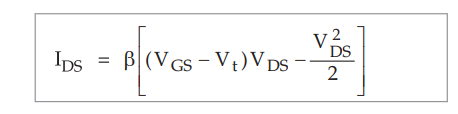 I_DS = β[(V_GS − V_t)V_DS − V_DS^2/2]